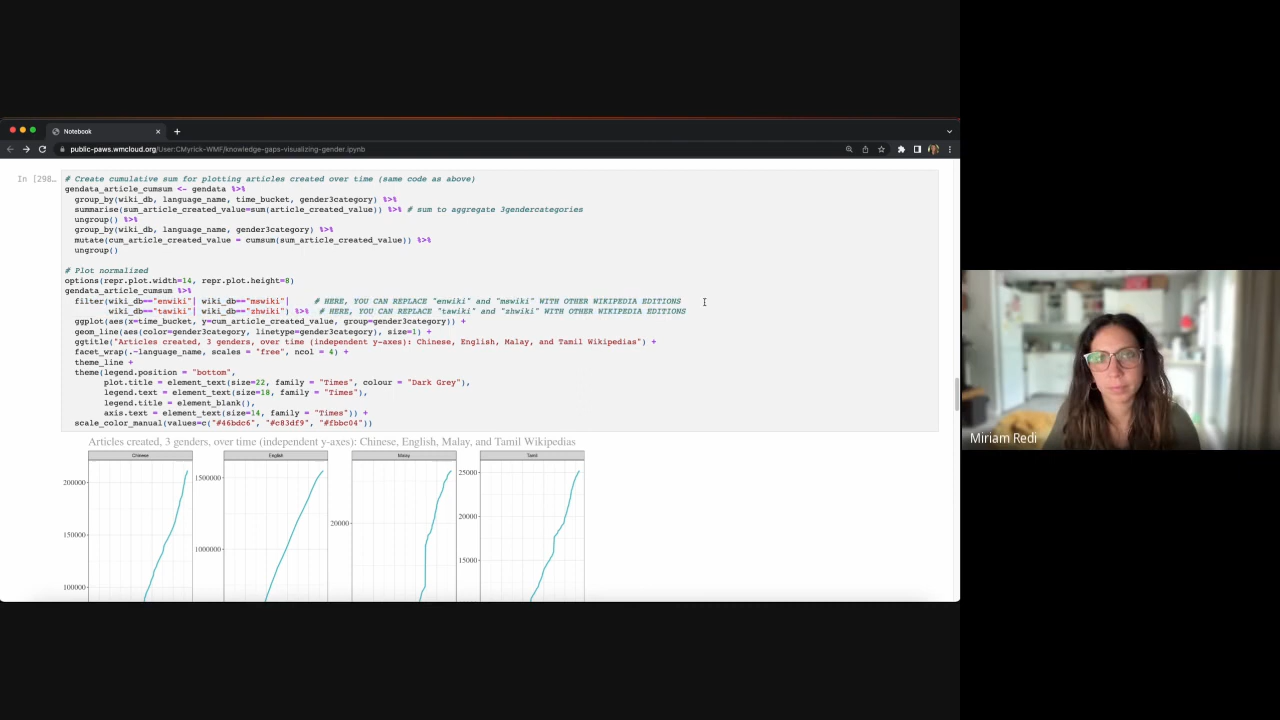 Notebook
public-paws.wmcloud.org/User:CMyrick-WMF/knowledge-gaps-visualizing-gender.ipynb
In [298…
# Create cumulative sum for plotting articles created over time (same code as above)
gendata_article_cumsum <- gendata %>%
group_by(wiki_db, language_name, time_bucket, gender3category) %>%
summarise(sum_article_created_value=sum(article_created_value)) %>% # sum to aggregate 3gendercategories
ungroup() %>%
group_by(wiki_db, language_name, gender3category) %>%
mutate(cum_article_created_value = cumsum(sum_article_created_value)) %>%
ungroup()
# Plot normalized
options(repr.plot.width=14, repr.plot.height=8)
gendata_article_cumsum %>%
filter(wiki_db=="enwiki"| wiki_db=="mswiki"| # HERE, YOU CAN REPLACE "enwiki" and "mswiki" WITH OTHER WIKIPEDIA EDITIONS
wiki_db=="tawiki"| wiki_db=="zhwiki") %>% # HERE, YOU CAN REPLACE "tawiki" and "zhwiki" WITH OTHER WIKIPEDIA EDITIONS
ggplot(aes(x=time_bucket, y=cum_article_created_value, group=gender3category)) +
geom_line(aes(color=gender3category, linetype=gender3category), size=1) +
ggtitle("Articles created, 3 genders, over time (independent y-axes): Chinese, English, Malay, and Tamil Wikipedias") +
facet_wrap(.~language_name, scales = "free", ncol = 4) +
theme_line +
theme(legend.position = "bottom",
plot.title = element_text(size=22, family = "Times", colour = "Dark Grey"),
legend.text = element_text(size=18, family = "Times"),
legend.title = element_blank(),
axis.text = element_text(size=14, family = "Times")) +
scale_color_manual(values=c("#46bdc6", "#c83df9", "#fbbc04"))
Articles created, 3 genders, over time (independent y-axes): Chinese, English, Malay, and Tamil Wikipedias
Chinese English Malay Tamil
200000 1500000 20000 25000
150000 1000000 20000
100000 15000
Miriam Redi